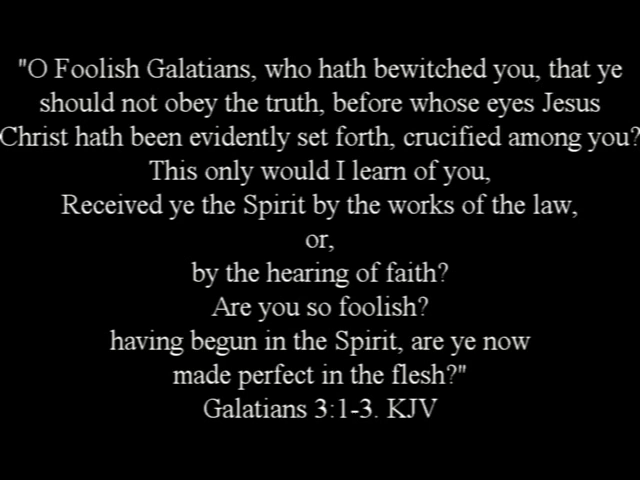 "O Foolish Galatians, who hath bewitched you, that ye
should not obey the truth, before whose eyes Jesus
Christ hath been evidently set forth, crucified among you?
This only would I learn of you,
Received ye the Spirit by the works of the law,
or,
by the hearing of faith?
Are you so foolish?
having begun in the Spirit, are ye now
made perfect in the flesh?"
Galatians 3:1-3. KJV